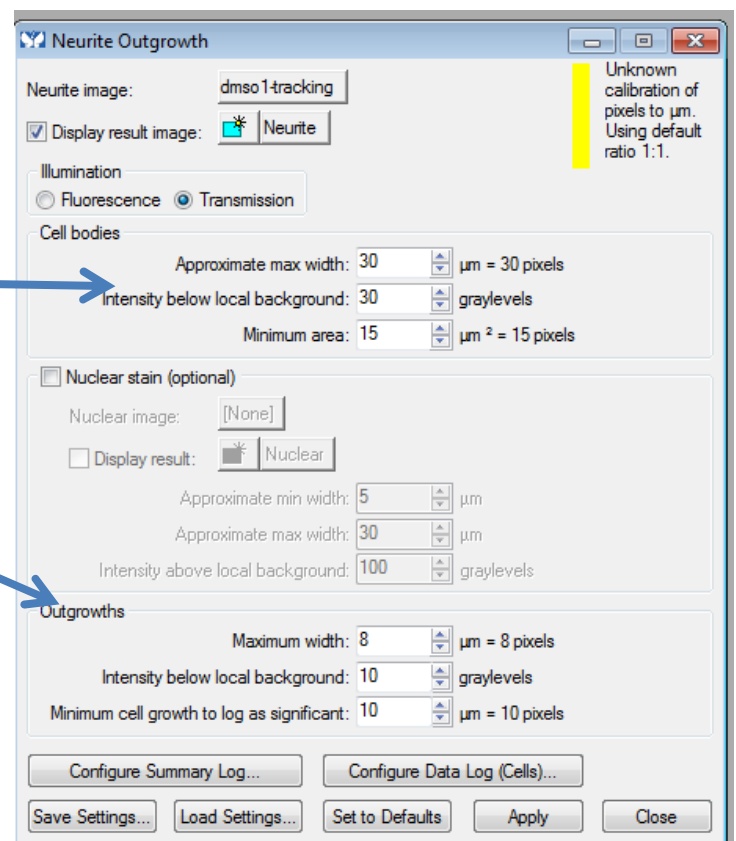 Neurite Outgrowth
Unknown
calibration of
pixels to µm.
Using default
ratio 1:1.
Neurite image: dmso1-tracking
Display result image: Neurite
Illumination
Fluorescence Transmission
Cell bodies
Approximate max width: 30 µm = 30 pixels
Intensity below local background: 30 graylevels
Minimum area: 15 µm ² = 15 pixels
Nuclear stain (optional)
Nuclear image: [None]
Display result: Nuclear
Approximate min width: 5 µm
Approximate max width: 30 µm
Intensity above local background: 100 graylevels
Outgrowths
Maximum width: 8 µm = 8 pixels
Intensity below local background: 10 graylevels
Minimum cell growth to log as significant: 10 µm = 10 pixels
Configure Summary Log... Configure Data Log (Cells)...
Save Settings... Load Settings... Set to Defaults Apply Close